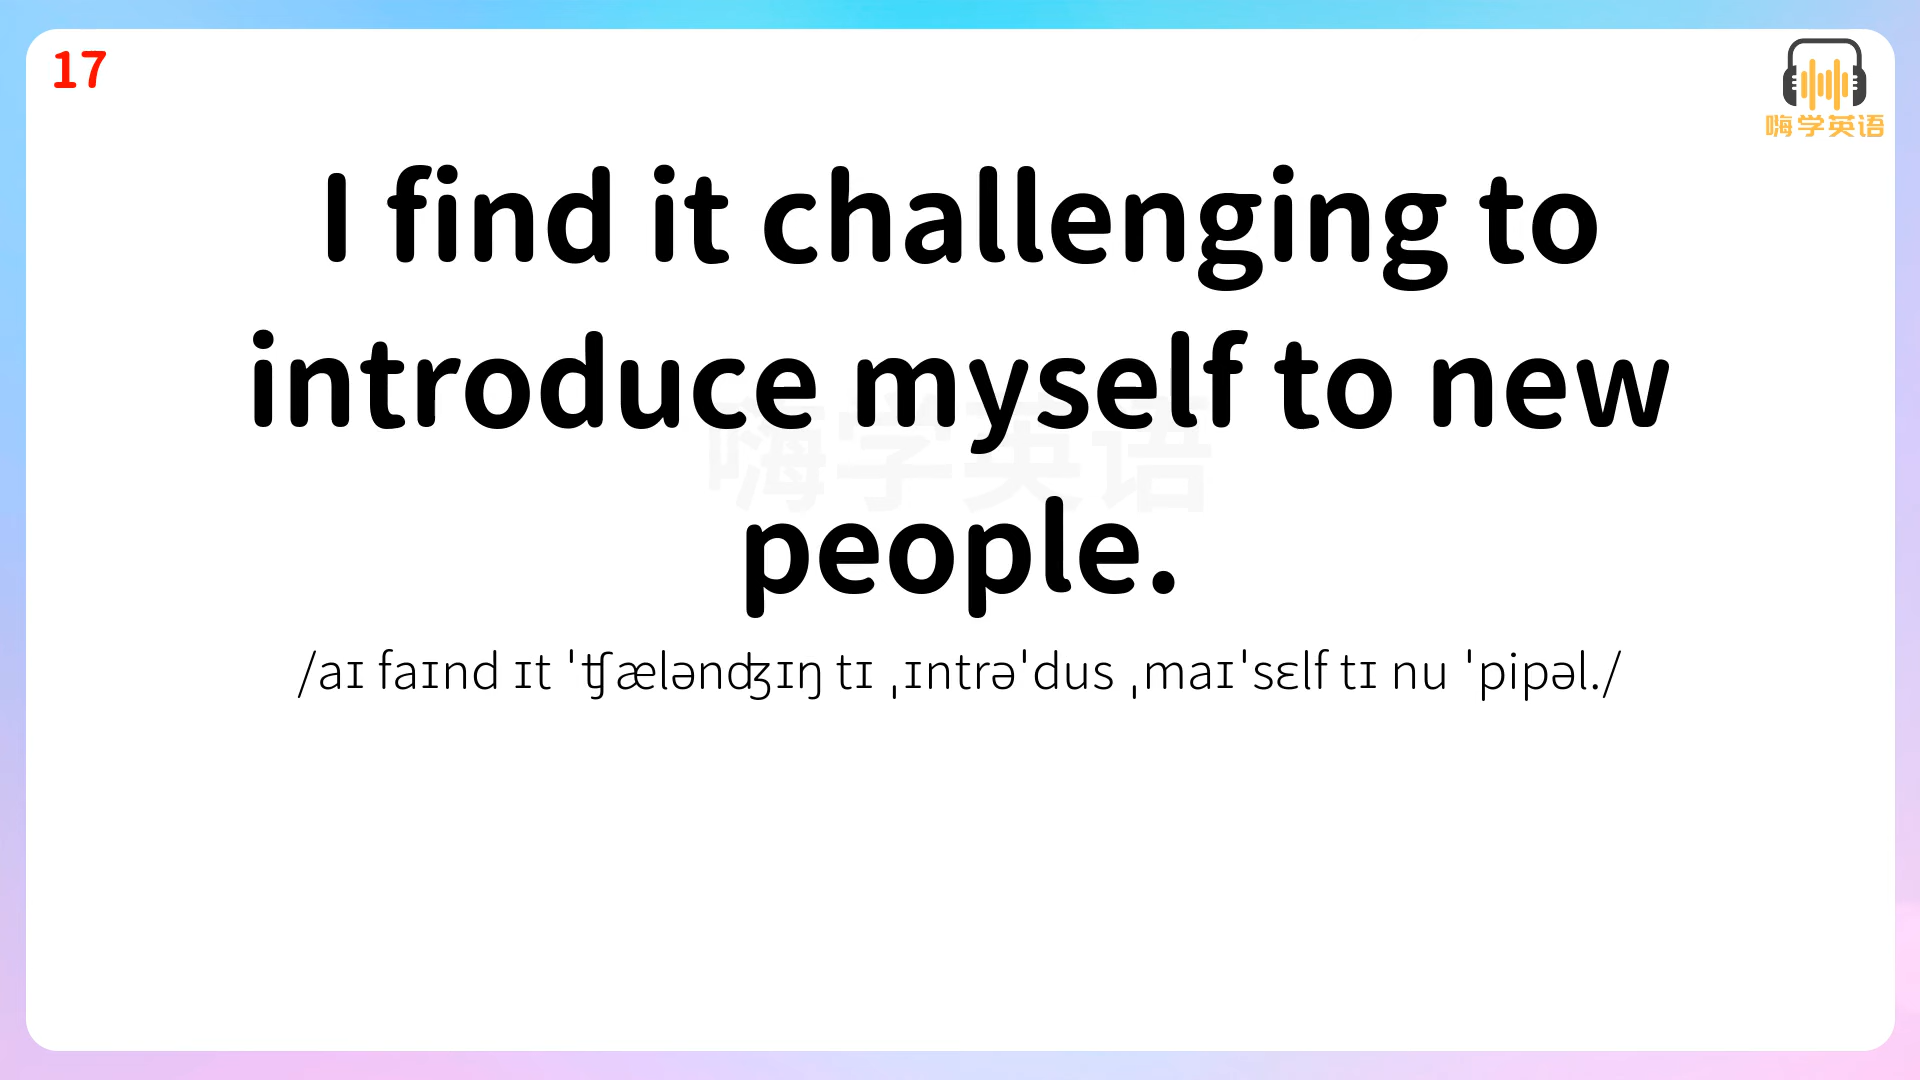 17
嗨学英语
I find it challenging to
introduce myself to new
嗨学英语
people.
/aɪ faɪnd ɪt ˈʧælənʤɪŋ tɪ ˌɪntrəˈdus ˌmaɪˈsɛlf tɪ nu ˈpipəl./